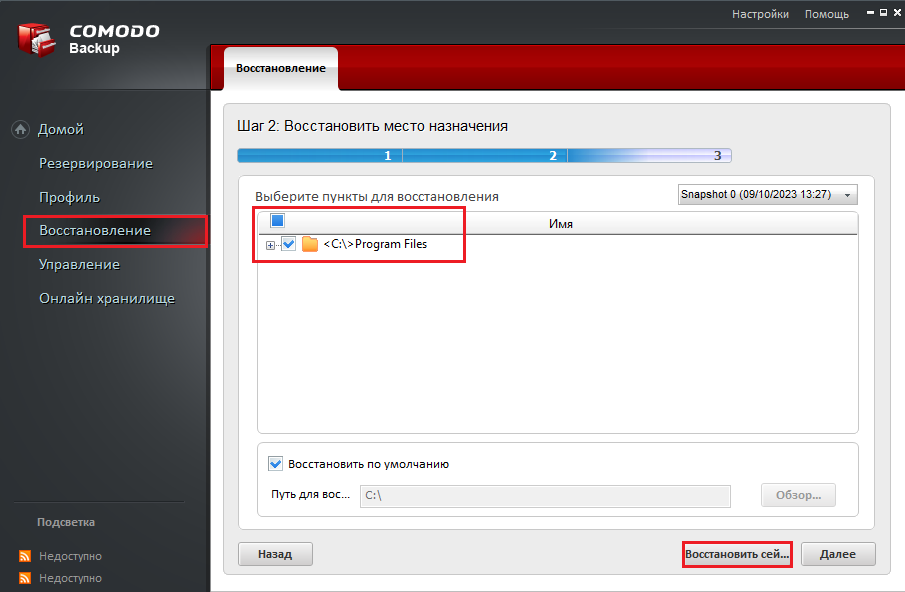 Настройки Помощь
COMODO
Backup
Восстановление
Домой
Резервирование
Профиль
Восстановление
Управление
Онлайн хранилище
Подсветка
Недоступно
Недоступно
Шаг 2: Восстановить место назначения
1 2 3
Выберите пункты для восстановления
Snapshot 0 (09/10/2023 13:27)
Имя
<C:\>Program Files
Восстановить по умолчанию
Путь для вос... C:\ Обзор...
Назад Восстановить сей... Далее